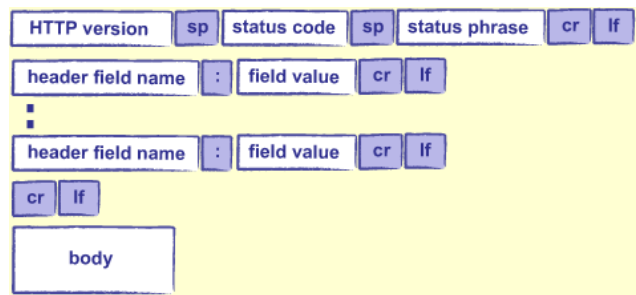 HTTP version sp status code sp status phrase cr lf
header field name : field value cr lf
:
header field name : field value cr lf
cr lf
body